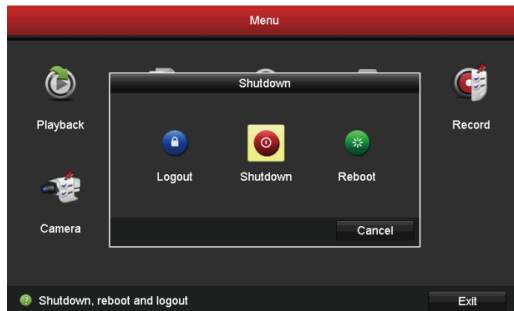 Menu
Shutdown
Playback
Record
Logout
Shutdown
Reboot
Camera
Cancel
Shutdown, reboot and logout
Exit